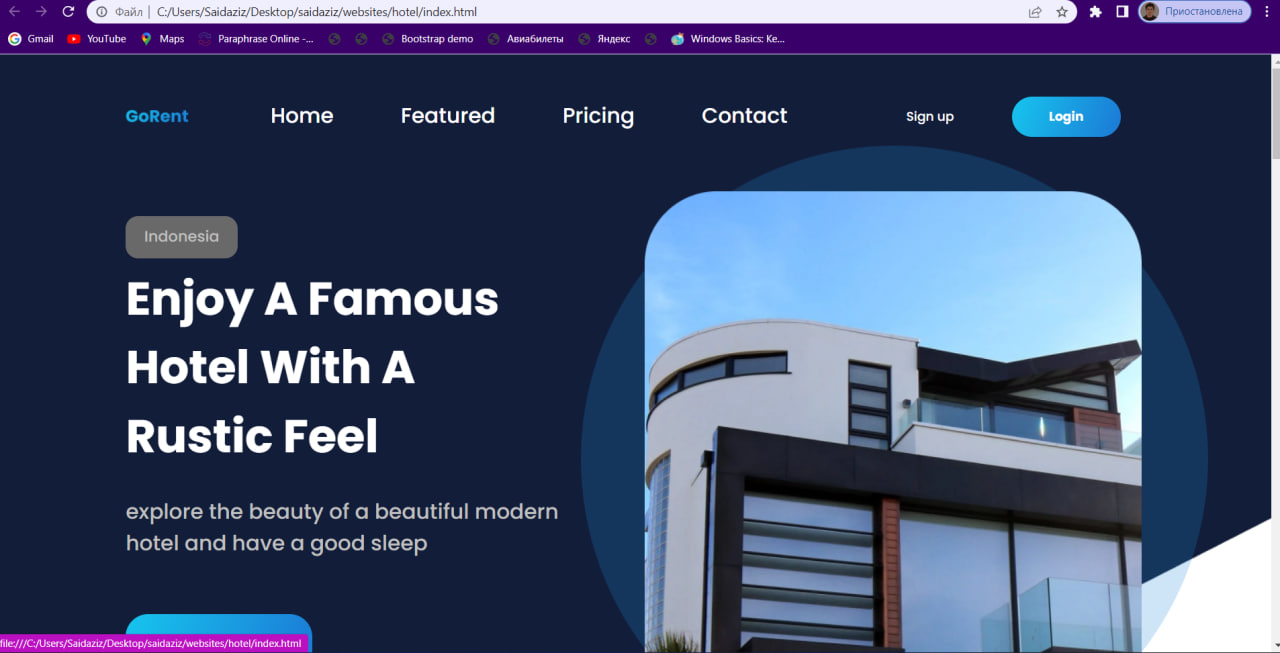 Файл | C:/Users/Saidaziz/Desktop/saidaziz/websites/hotel/index.html
Приостановлена
Gmail YouTube Maps Paraphrase Online -... Bootstrap demo Авиабилеты Яндекс Windows Basics: Ke...
GoRent Home Featured Pricing Contact Sign up Login
Indonesia
Enjoy A Famous
Hotel With A
Rustic Feel
explore the beauty of a beautiful modern
hotel and have a good sleep
file:///C:/Users/Saidaziz/Desktop/saidaziz/websites/hotel/index.html